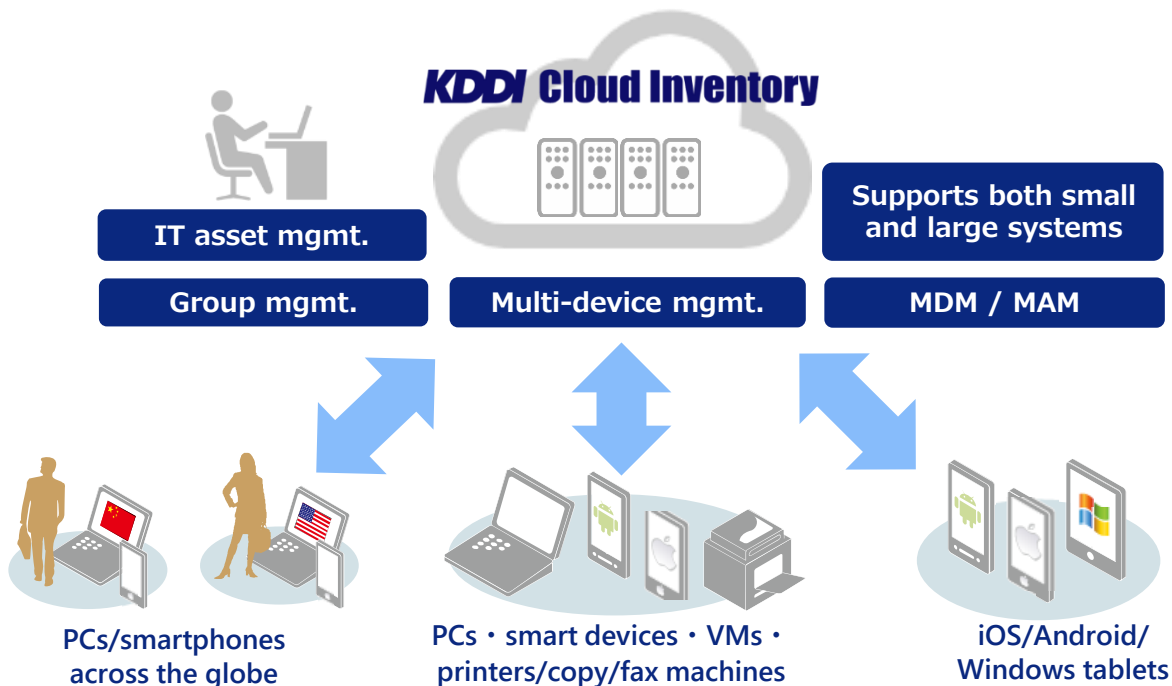 KDDI Cloud Inventory
IT asset mgmt.
Supports both small
and large systems
Group mgmt.
Multi-device mgmt.
MDM / MAM
PCs/smartphones
across the globe
PCs・smart devices・VMs・
printers/copy/fax machines
iOS/Android/
Windows tablets